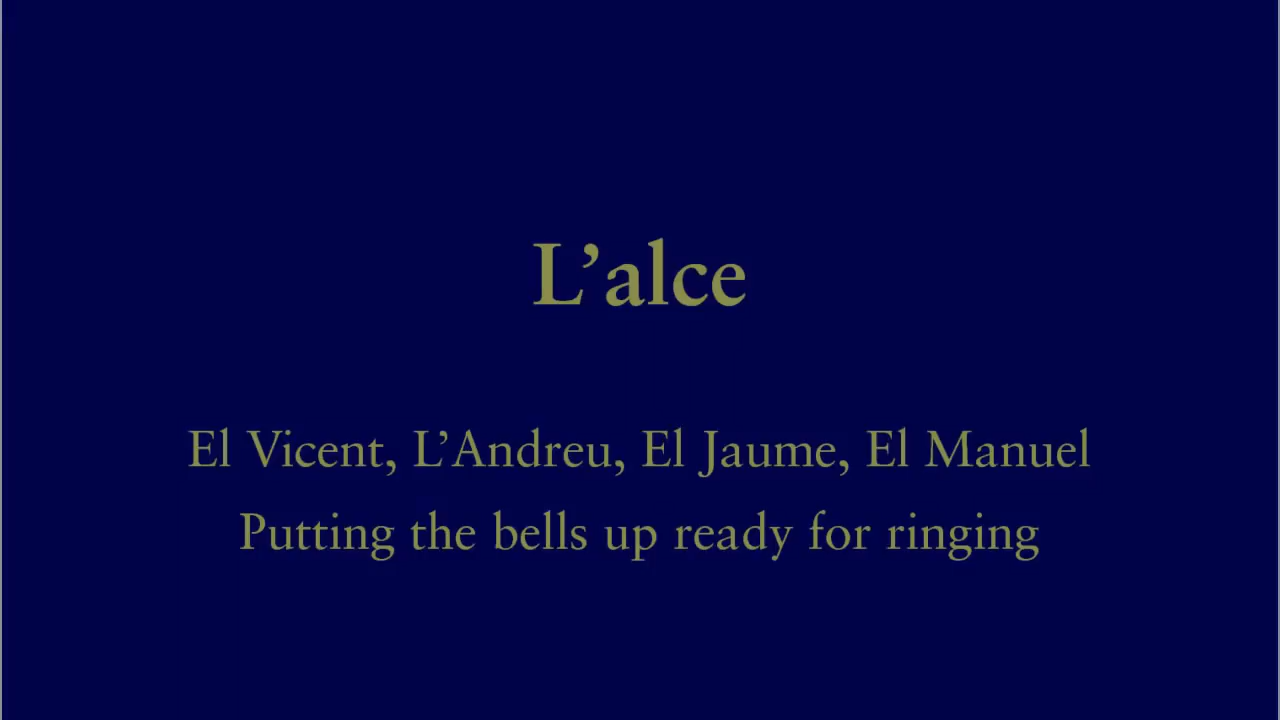 L’alce
El Vicent, L’Andreu, El Jaume, El Manuel
Putting the bells up ready for ringing